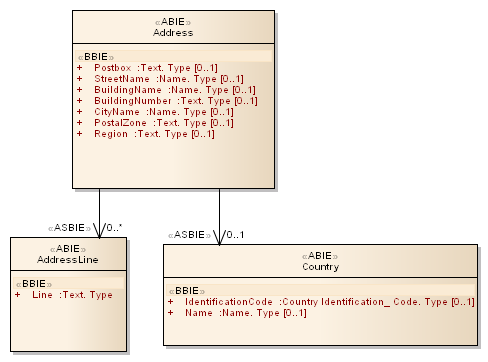 «ABIE»
Address
«BBIE»
+ Postbox :Text. Type [0..1]
+ StreetName :Name. Type [0..1]
+ BuildingName :Name. Type [0..1]
+ BuildingNumber :Text. Type [0..1]
+ CityName :Name. Type [0..1]
+ PostalZone :Text. Type [0..1]
+ Region :Text. Type [0..1]
«ASBIE» 0..*
«ASBIE» 0..1
«ABIE»
AddressLine
«BBIE»
+ Line :Text. Type
«ABIE»
Country
«BBIE»
+ IdentificationCode :Country Identification_ Code. Type [0..1]
+ Name :Name. Type [0..1]